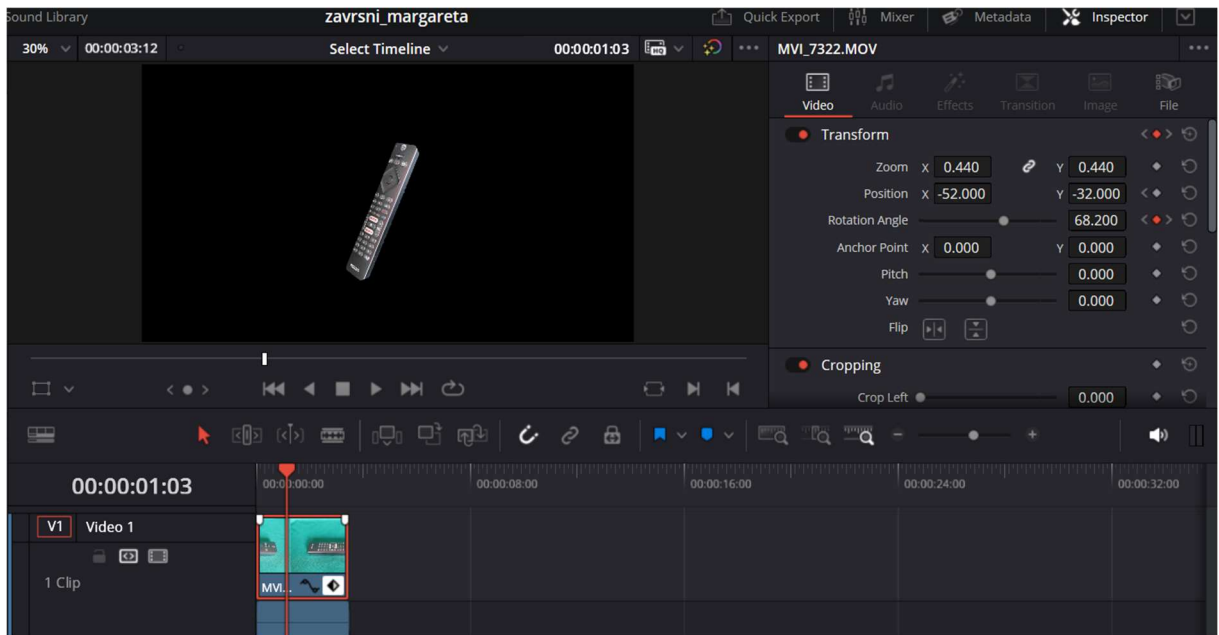 Sound Library zavrsni_margareta Quick Export Mixer Metadata Inspector
30% 00:00:03:12 Select Timeline 00:00:01:03 HQ MVI_7322.MOV
Video Audio Effects Transition Image File
Transform
Zoom X 0.440 Y 0.440
Position X -52.000 Y -32.000
Rotation Angle 68.200
Anchor Point X 0.000 Y 0.000
Pitch 0.000
Yaw 0.000
Flip
Cropping
Crop Left 0.000
00:00:01:03 00:00:00:00 00:00:08:00 00:00:16:00 00:00:24:00 00:00:32:00
V1 Video 1
1 Clip
MVI...